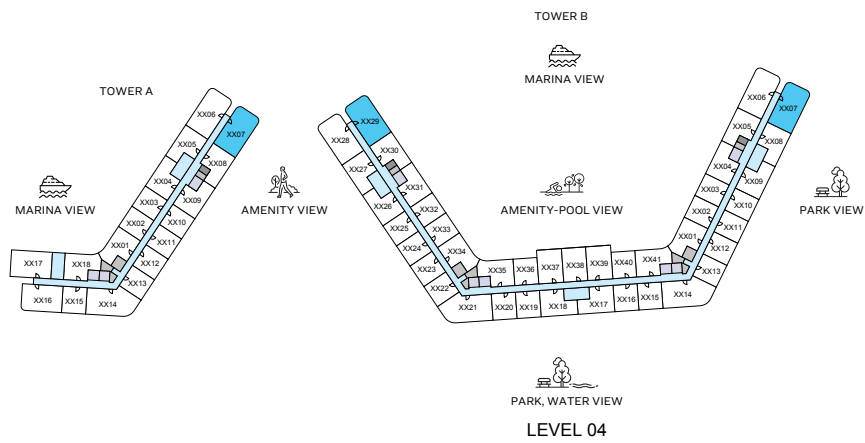 TOWER B
MARINA VIEW
TOWER A
XX06
XX07
XX05
XX08
XX04
XX09
XX03
XX10
XX02
XX11
XX01
XX12
XX18
XX13
XX17
XX16
XX15
XX14
MARINA VIEW
AMENITY VIEW
XX29
XX28
XX30
XX27
XX31
XX26
XX32
XX25
XX33
XX24
XX34
XX23
XX22
XX21
XX35
XX36
XX37
XX38
XX39
XX40
XX41
XX20
XX19
XX18
XX17
XX16
XX15
XX14
XX06
XX07
XX05
XX08
XX04
XX09
XX03
XX10
XX02
XX11
XX01
XX12
XX13
AMENITY-POOL VIEW
PARK VIEW
PARK, WATER VIEW
LEVEL 04